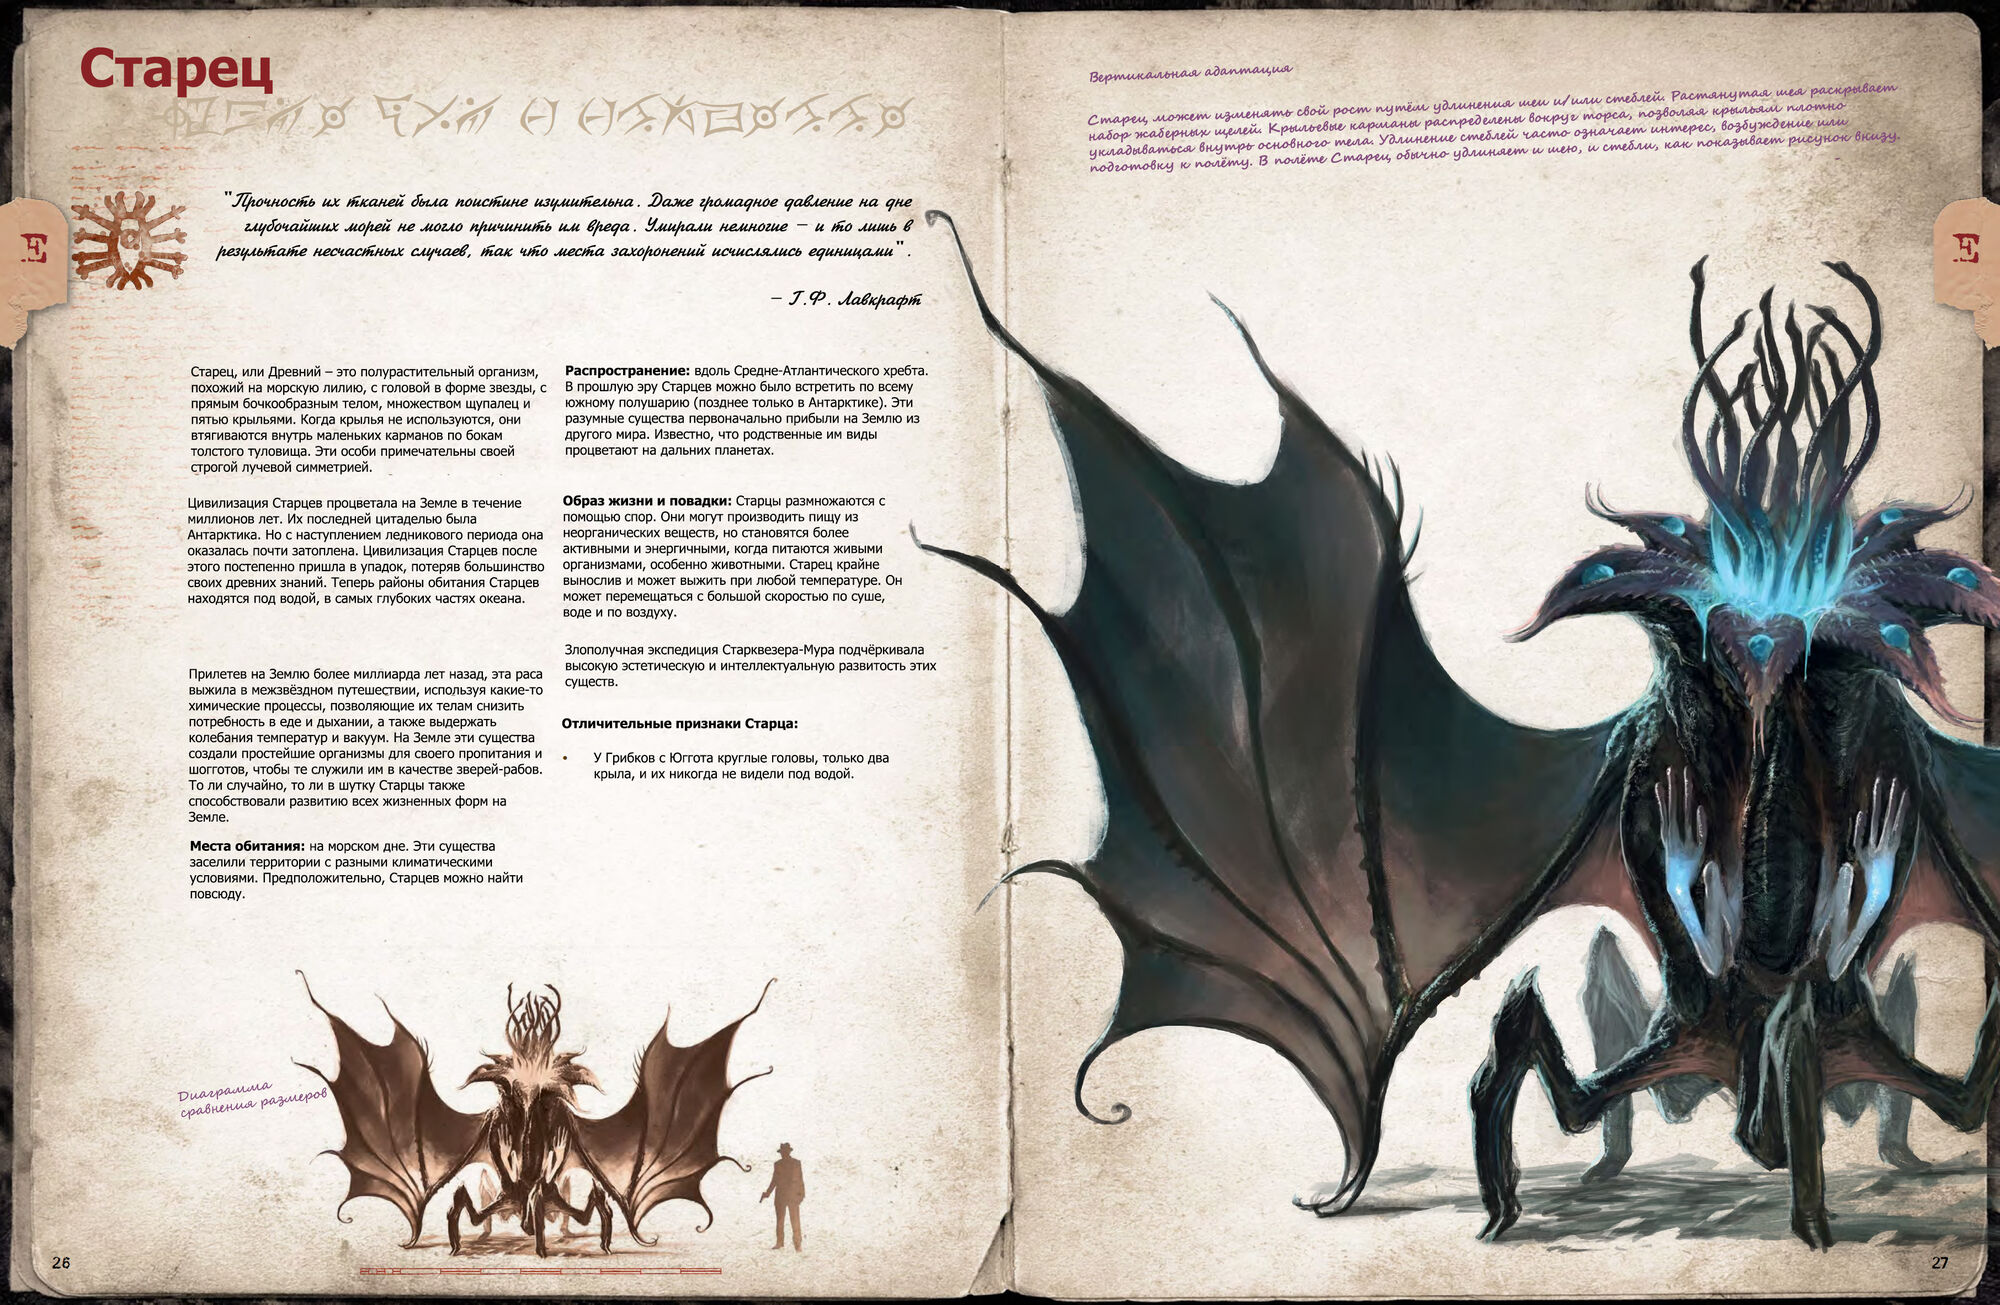 Старец
"Прочность их тканей была поистине изумительна. Даже громадное давление на дне
глубочайших морей не могло причинить им вреда. Умирали немногие – и то лишь в
результате несчастных случаев, так что места захоронений исчислялись единицами".
– Г.Ф. Лавкрафт
E
Старец, или Древний – это полурастительный организм,
похожий на морскую лилию, с головой в форме звезды, с
прямым бочкообразным телом, множеством щупалец и
пятью крыльями. Когда крылья не используются, они
втягиваются внутрь маленьких карманов по бокам
толстого туловища. Эти особи примечательны своей
строгой лучевой симметрией.
Цивилизация Старцев процветала на Земле в течение
миллионов лет. Их последней цитаделью была
Антарктика. Но с наступлением ледникового периода она
оказалась почти затоплена. Цивилизация Старцев после
этого постепенно пришла в упадок, потеряв большинство
своих древних знаний. Теперь районы обитания Старцев
находятся под водой, в самых глубоких частях океана.
Прилетев на Землю более миллиарда лет назад, эта раса
выжила в межзвёздном путешествии, используя какие-то
химические процессы, позволяющие их телам снизить
потребность в еде и дыхании, а также выдержать
колебания температур и вакуум. На Земле эти существа
создали простейшие организмы для своего пропитания и
шогготов, чтобы те служили им в качестве зверей-рабов.
То ли случайно, то ли в шутку Старцы также
способствовали развитию всех жизненных форм на
Земле.
Места обитания: на морском дне. Эти существа
заселили территории с разными климатическими
условиями. Предположительно, Старцев можно найти
повсюду.
Распространение: вдоль Средне-Атлантического хребта.
В прошлую эру Старцев можно было встретить по всему
южному полушарию (позднее только в Антарктике). Эти
разумные существа первоначально прибыли на Землю из
другого мира. Известно, что родственные им виды
процветают на дальних планетах.
Образ жизни и повадки: Старцы размножаются с
помощью спор. Они могут производить пищу из
неорганических веществ, но становятся более
активными и энергичными, когда питаются живыми
организмами, особенно животными. Старец крайне
вынослив и может выжить при любой температуре. Он
может перемещаться с большой скоростью по суше,
воде и по воздуху.
Злополучная экспедиция Старквезера-Мура подчёркивала
высокую эстетическую и интеллектуальную развитость этих
существ.
Отличительные признаки Старца:
• У Грибков с Юггота круглые головы, только два
крыла, и их никогда не видели под водой.
Диаграмма
сравнения размеров
26
Вертикальная адаптация
Старец может изменять свой рост путём удлинения шеи и/или стеблей. Растянутая шея раскрывает
набор жаберных щелей. Крыльевые карманы распределены вокруг торса, позволяя крыльям плотно
укладываться внутрь основного тела. Удлинение стеблей часто означает интерес, возбуждение или
подготовку к полёту. В полёте Старец обычно удлиняет и шею, и стебли, как показывает рисунок внизу.
E
27